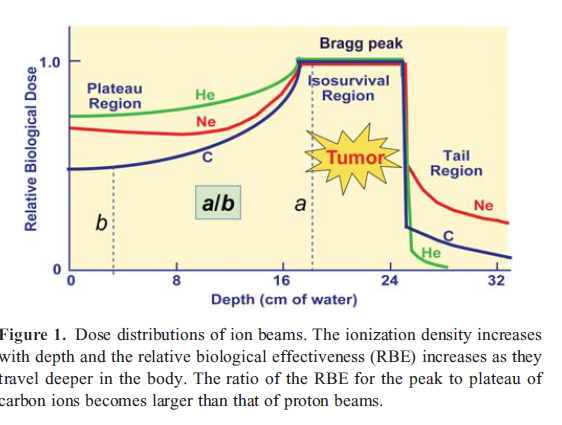 Bragg peak
1.0
Plateau
Region
He
Isosurvival
Region
Ne
C
Tumor
Tail
Region
a/b
a
b
Ne
C
He
Relative Biological Dose
0
0 8 16 24 32
Depth (cm of water)
Figure 1. Dose distributions of ion beams. The ionization density increases
with depth and the relative biological effectiveness (RBE) increases as they
travel deeper in the body. The ratio of the RBE for the peak to plateau of
carbon ions becomes larger than that of proton beams.